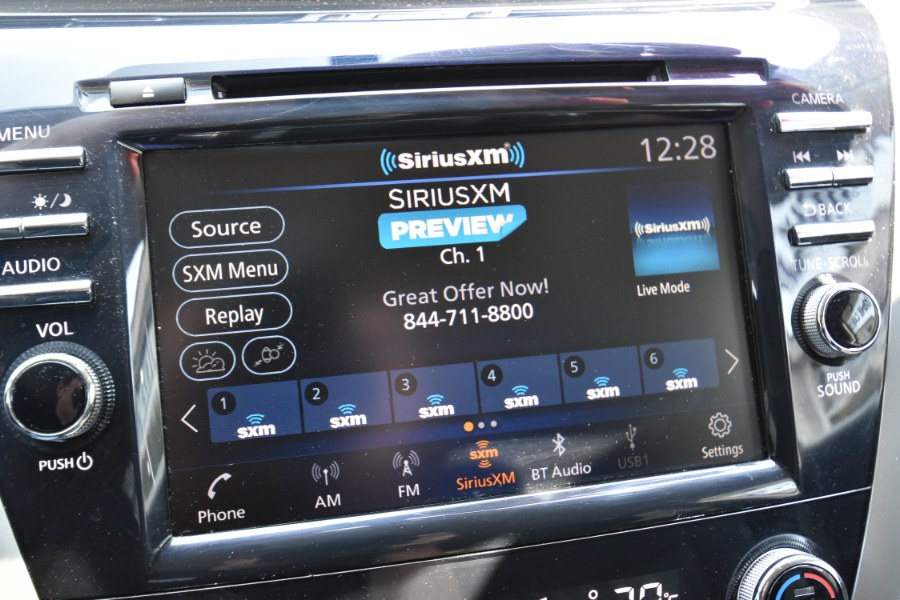 MENU
AUDIO
VOL
PUSH
CAMERA
BACK
TUNE•SCROLL
PUSH
SOUND
SiriusXM
12:28
SIRIUSXM
PREVIEW
Ch. 1
Great Offer Now!
844-711-8800
Source
SXM Menu
Replay
SiriusXM
Live Mode
1
2
3
4
5
6
sxm
sxm
sxm
sxm
sxm
sxm
Phone
AM
FM
sxm
SiriusXM
BT Audio
USB1
Settings